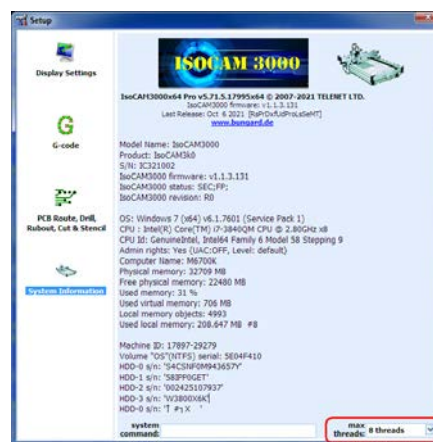 Setup
Display Settings
G
G-code
PCB Route, Drill,
Rubout, Cut & Stencil
System Information
ISOCAM 3000
IsoCAM3000x64 Pro v5.71.5.17995x64 © 2007-2021 TELENET LTD.
IsoCAM3000 firmware: v1.1.3.131
Last Release: Oct 6 2021
www.bungard.de
Model Name: IsoCAM3000
Product: IsoCAM3k0
S/N: IC321002
IsoCAM3000 firmware: v1.1.3.131
IsoCAM3000 status: SEC;FP;
IsoCAM3000 revision: R0
OS: Windows 7 (x64) v6.1.7601 (Service Pack 1)
CPU : Intel(R) Core(TM) i7-3840QM CPU @ 2.80GHz x8
CPU Id: GenuineIntel, Intel64 Family 6 Model 58 Stepping 9
Admin rights: Yes (UAC:OFF, Level: default)
Computer Name: M6700K
Physical memory: 32709 MB
Free physical memory: 22480 MB
Used memory: 31 %
Used virtual memory: 706 MB
Local memory objects: 4993
Used local memory: 208.647 MB #8
Machine ID: 17897-29279
Volume "OS"(NTFS) serial: 5E04F410
HDD-0 s/n: 'S4CSNF0M943657Y'
HDD-1 s/n: '58IFP0GET'
HDD-2 s/n: '002425107937'
HDD-3 s/n: 'W3800X6K'
HDD-0 s/n:
system
command:
max
threads: 8 threads